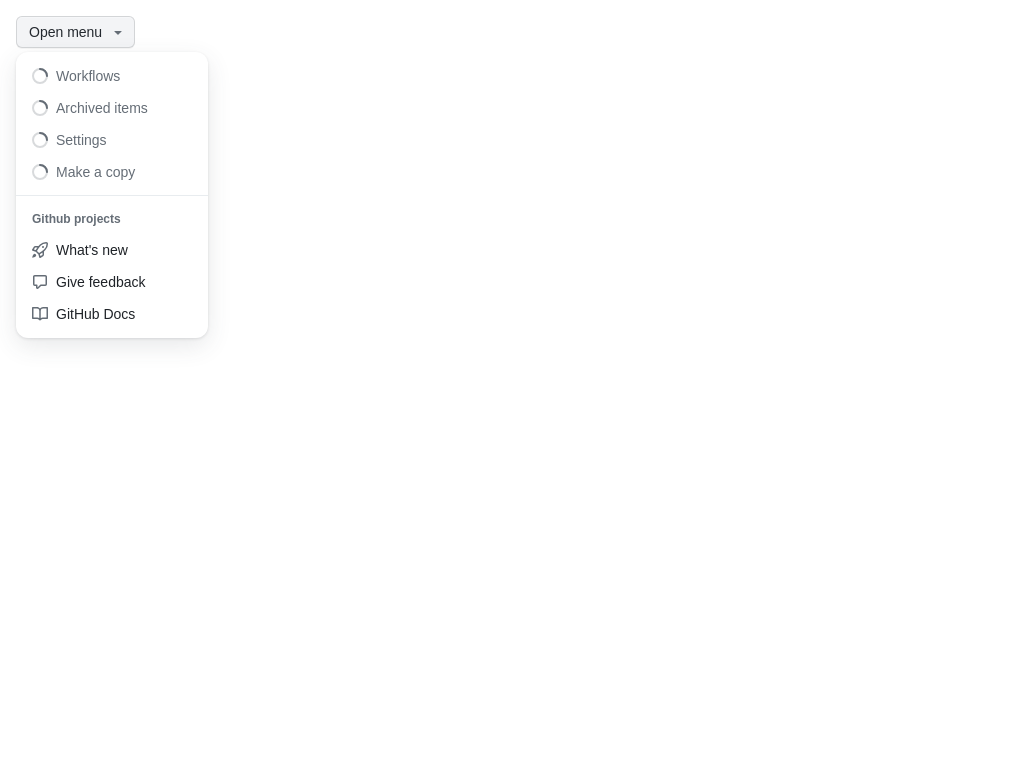 Open menu
Workflows
Archived items
Settings
Make a copy
Github projects
What's new
Give feedback
GitHub Docs